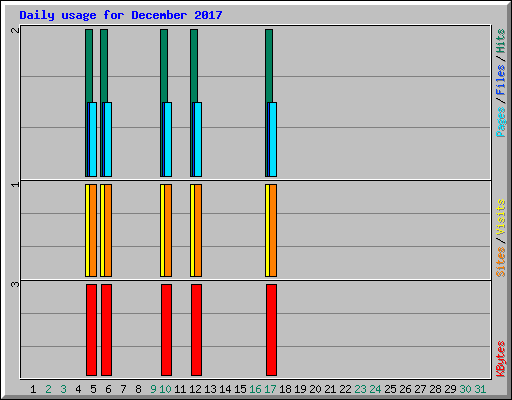 Daily usage for December 2017
2
Pages / Files / Hits
1
Sites / Visits
3
KBytes
1 2 3 4 5 6 7 8 9 10 11 12 13 14 15 16 17 18 19 20 21 22 23 24 25 26 27 28 29 30 31